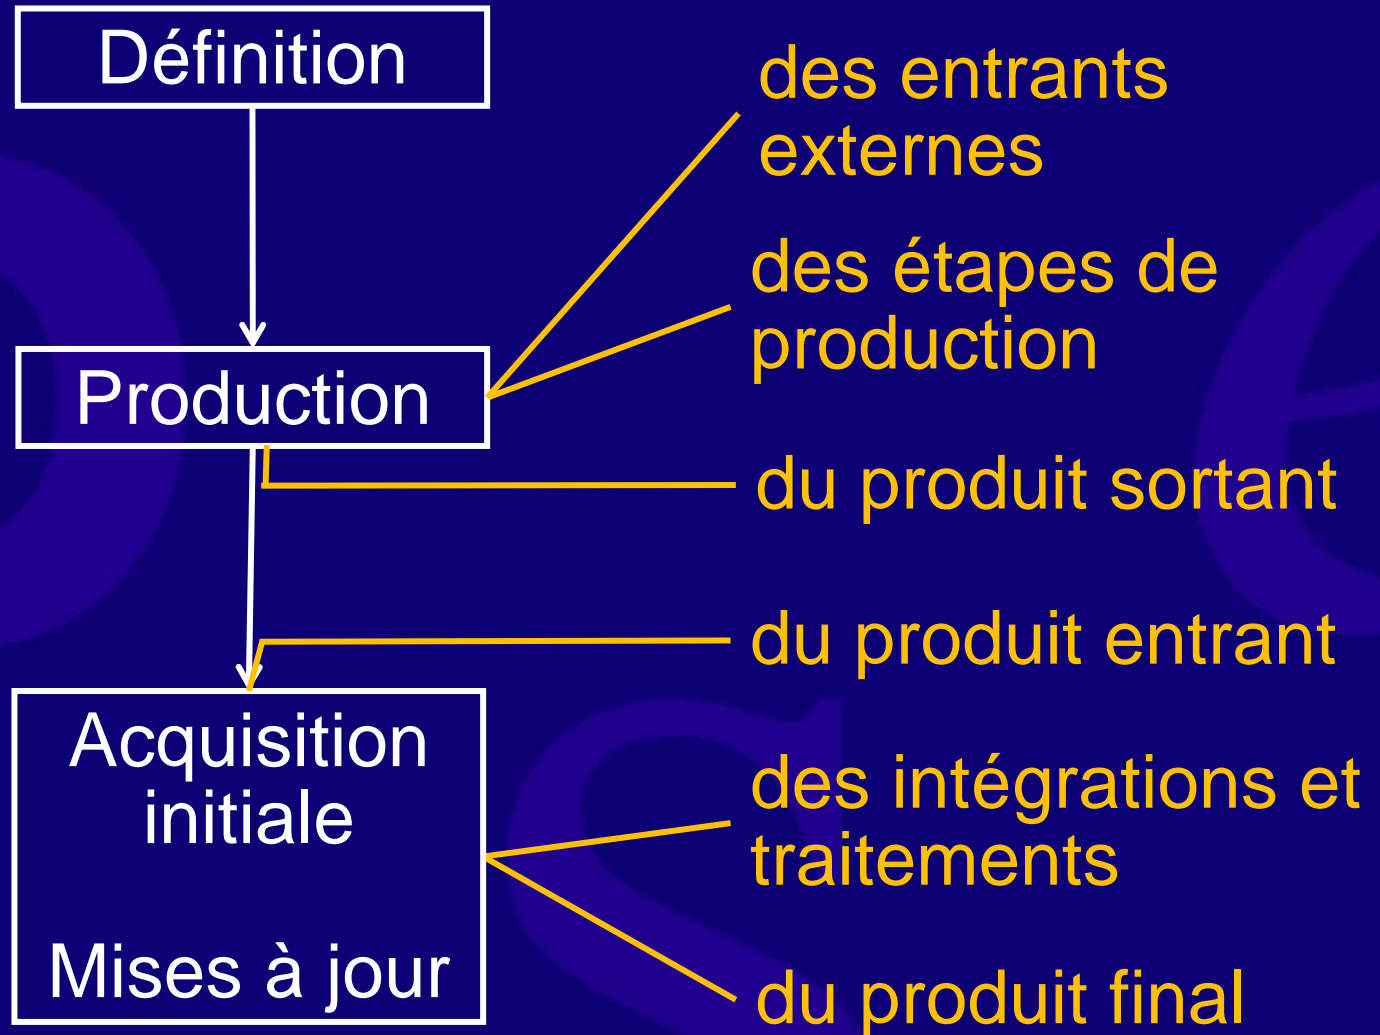 Définition
des entrants
externes
des étapes de
production
Production
du produit sortant
du produit entrant
Acquisition
initiale
Mises à jour
des intégrations et
traitements
du produit final